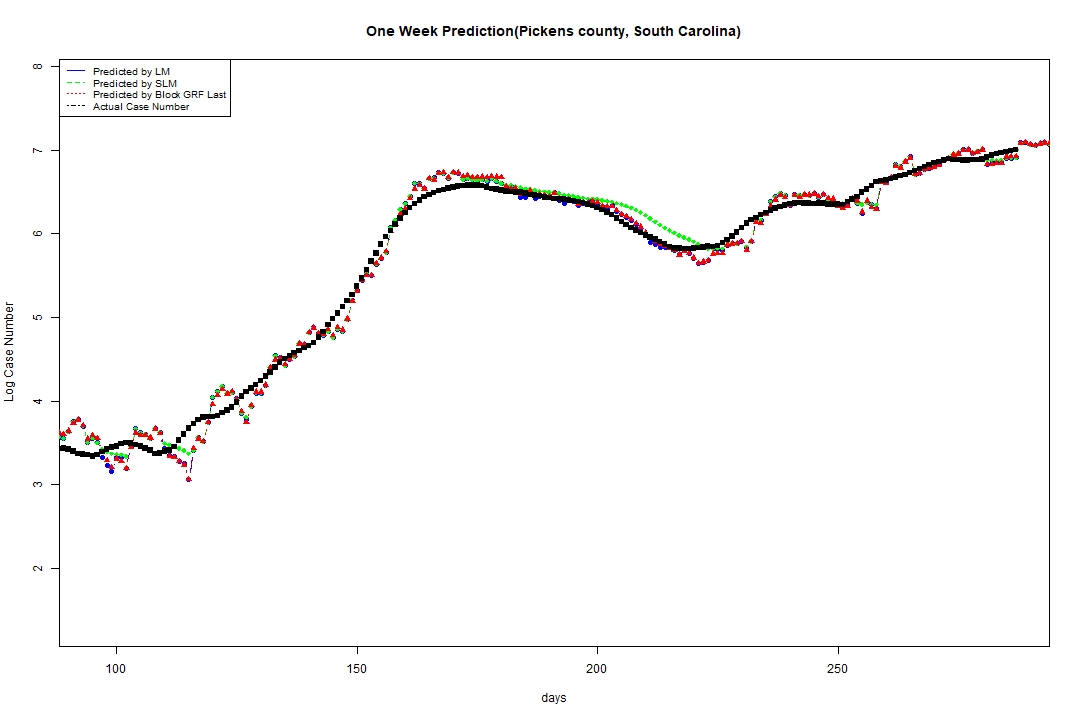 One Week Prediction(Pickens county, South Carolina)
Predicted by LM
Predicted by SLM
Predicted by Block GRF Last
Actual Case Number
8
7
6
5
4
3
2
Log Case Number
100 150 200 250
days